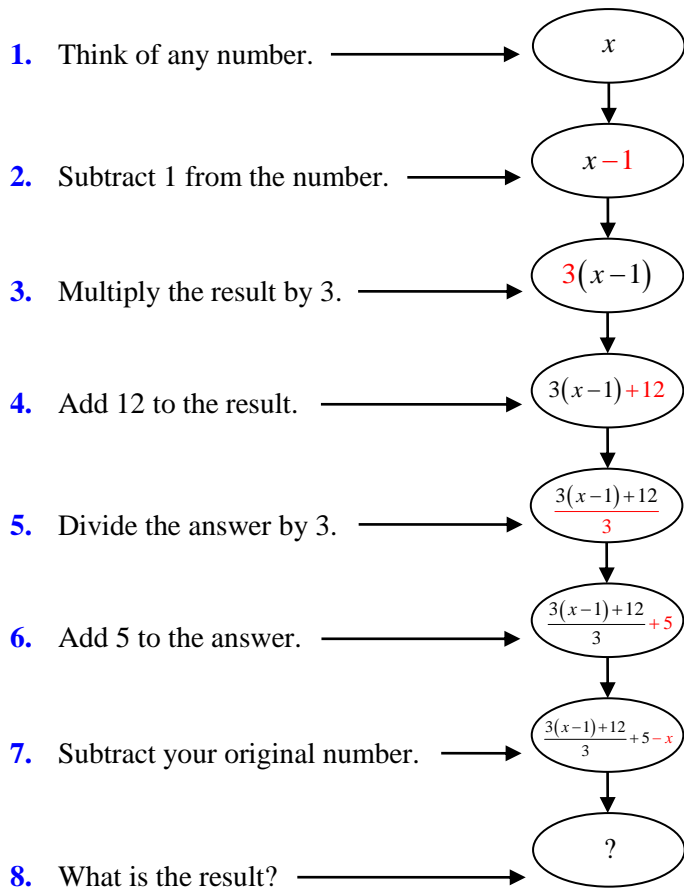 1. Think of any number. x
2. Subtract 1 from the number. x−1
3. Multiply the result by 3. 3(x−1)
4. Add 12 to the result. 3(x−1)+12
5. Divide the answer by 3. (3(x−1)+12)/3
6. Add 5 to the answer. (3(x−1)+12)/3 +5
7. Subtract your original number. (3(x−1)+12)/3 +5−x
8. What is the result? ?